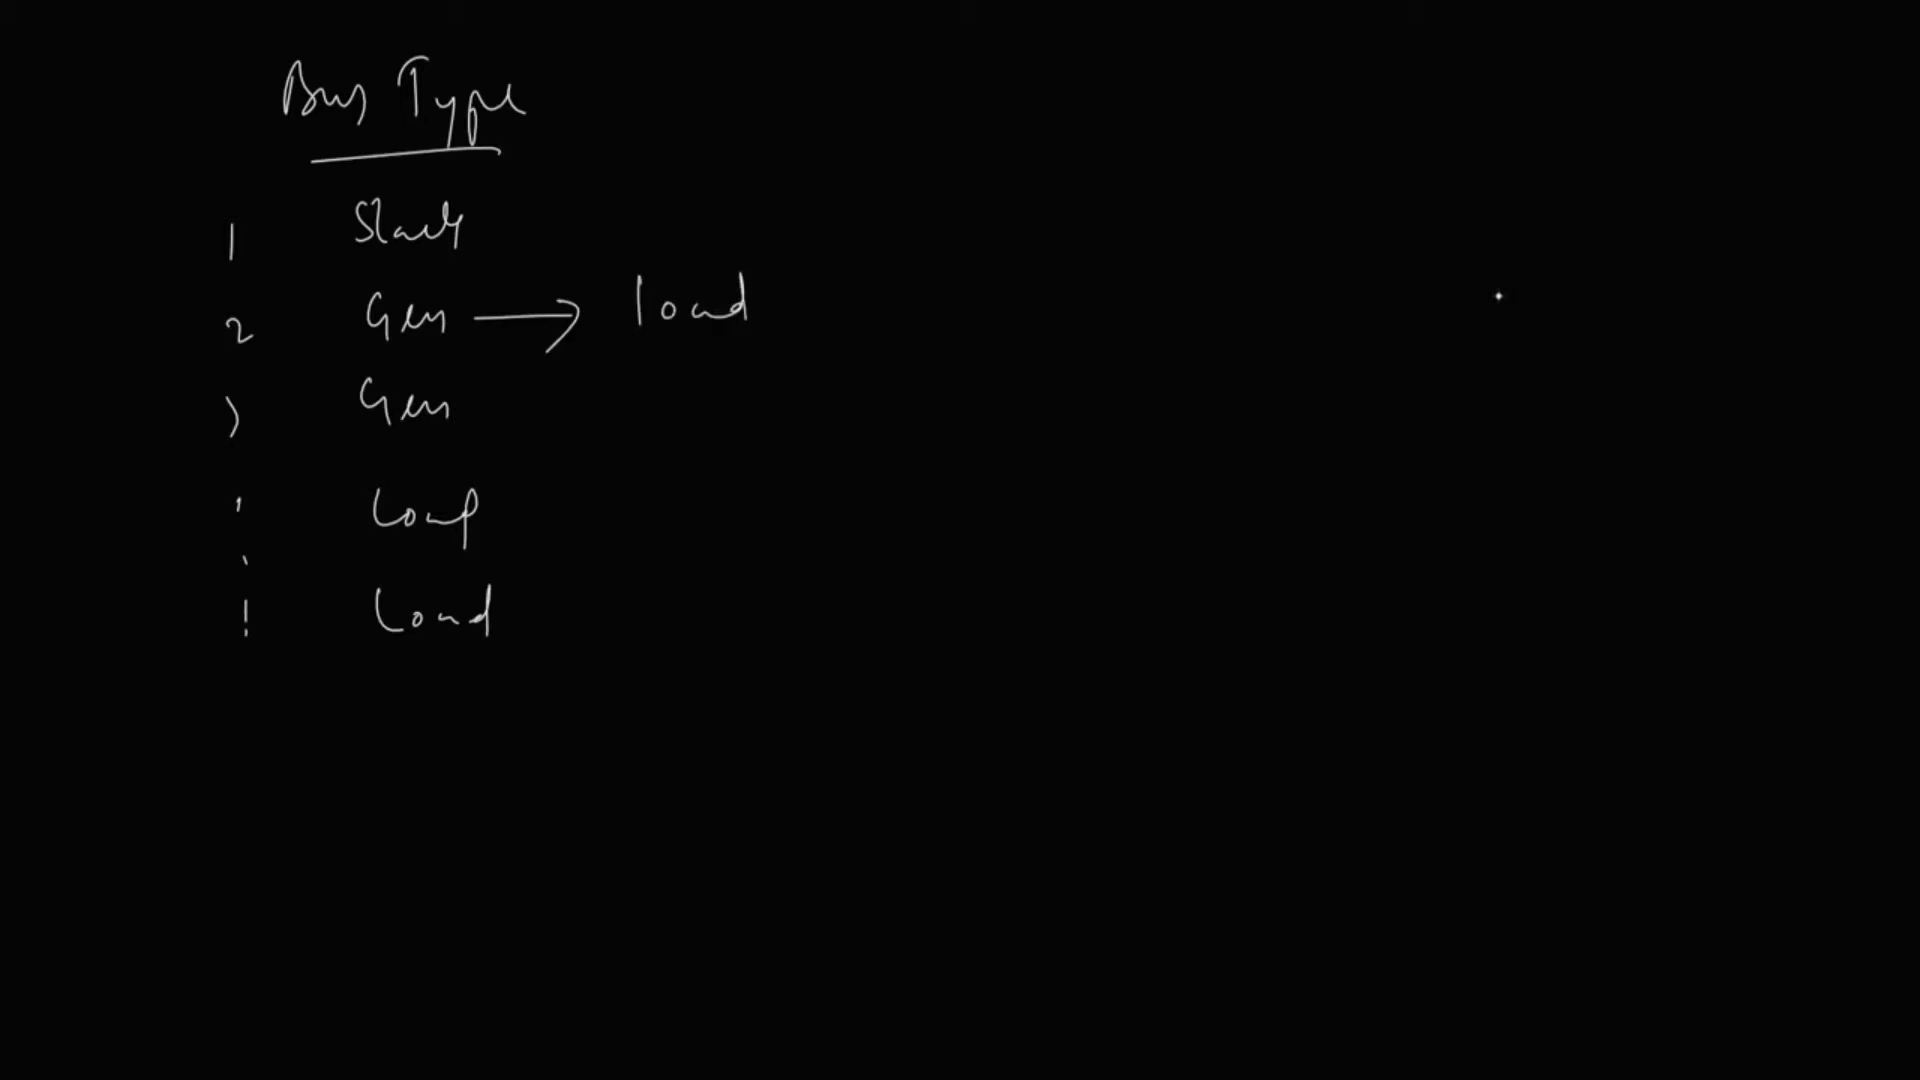 Bus Type
1 Slack
2 Gen → load
3 Gen
Load
Load